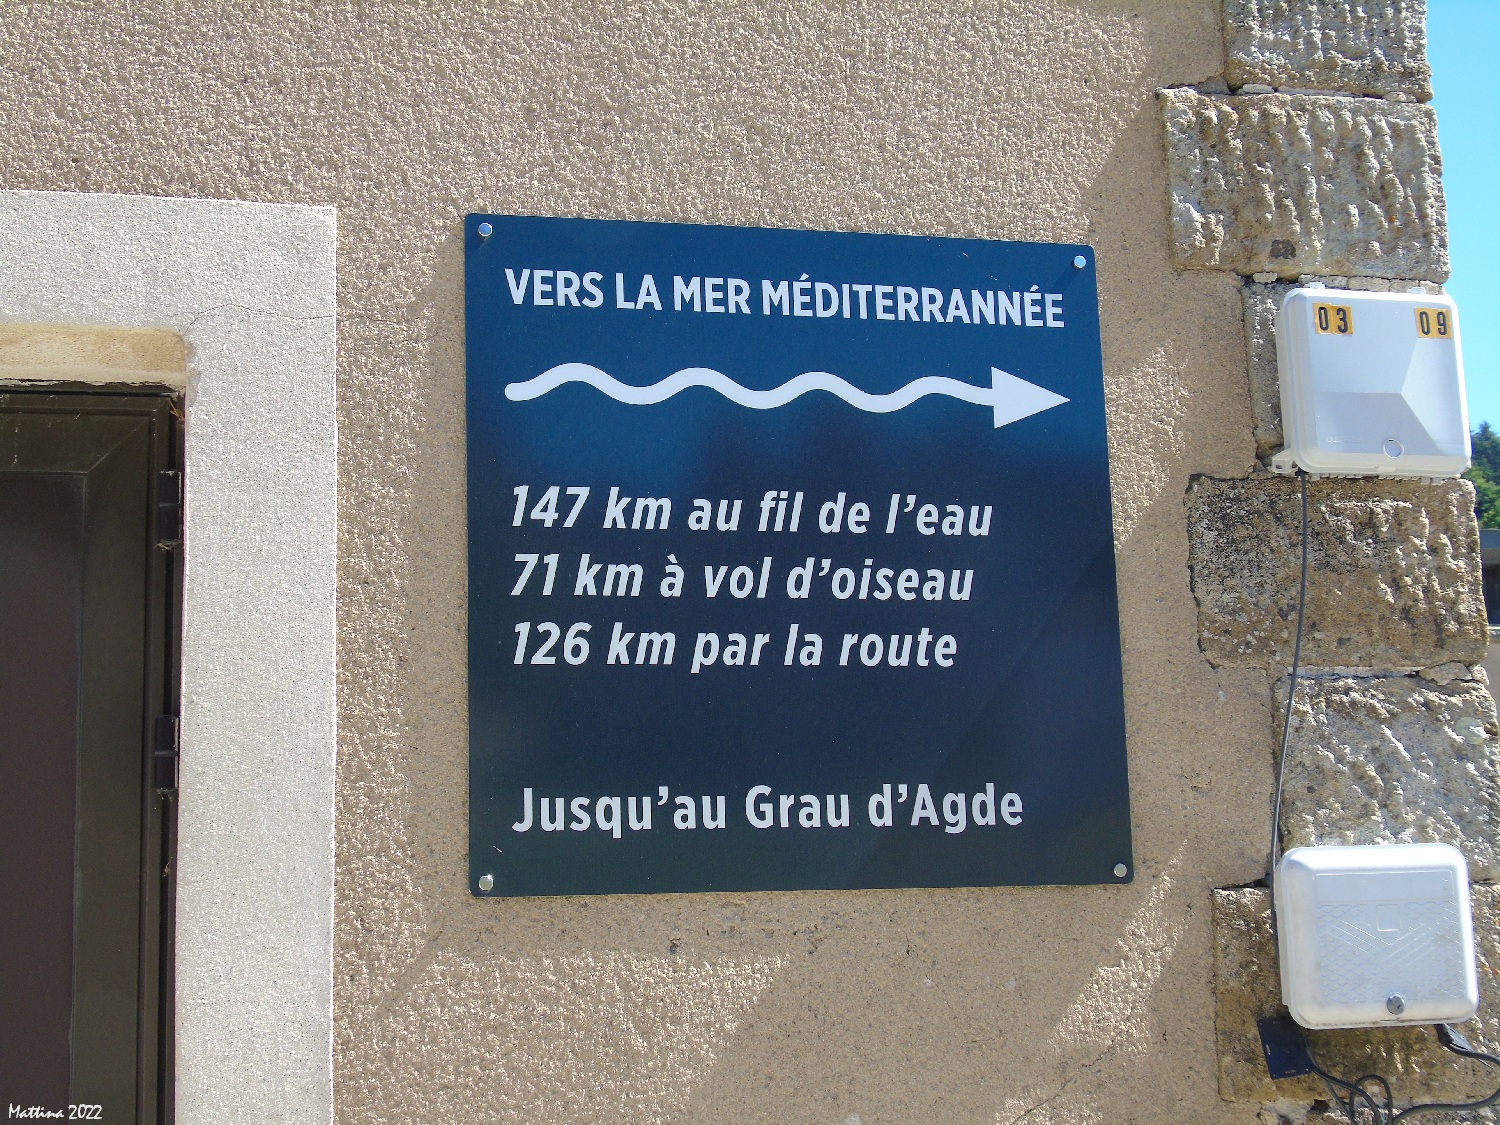 VERS LA MER MÉDITERRANNÉE
147 km au fil de l’eau
71 km à vol d’oiseau
126 km par la route
Jusqu’au Grau d’Agde
03 09
Mattina 2022